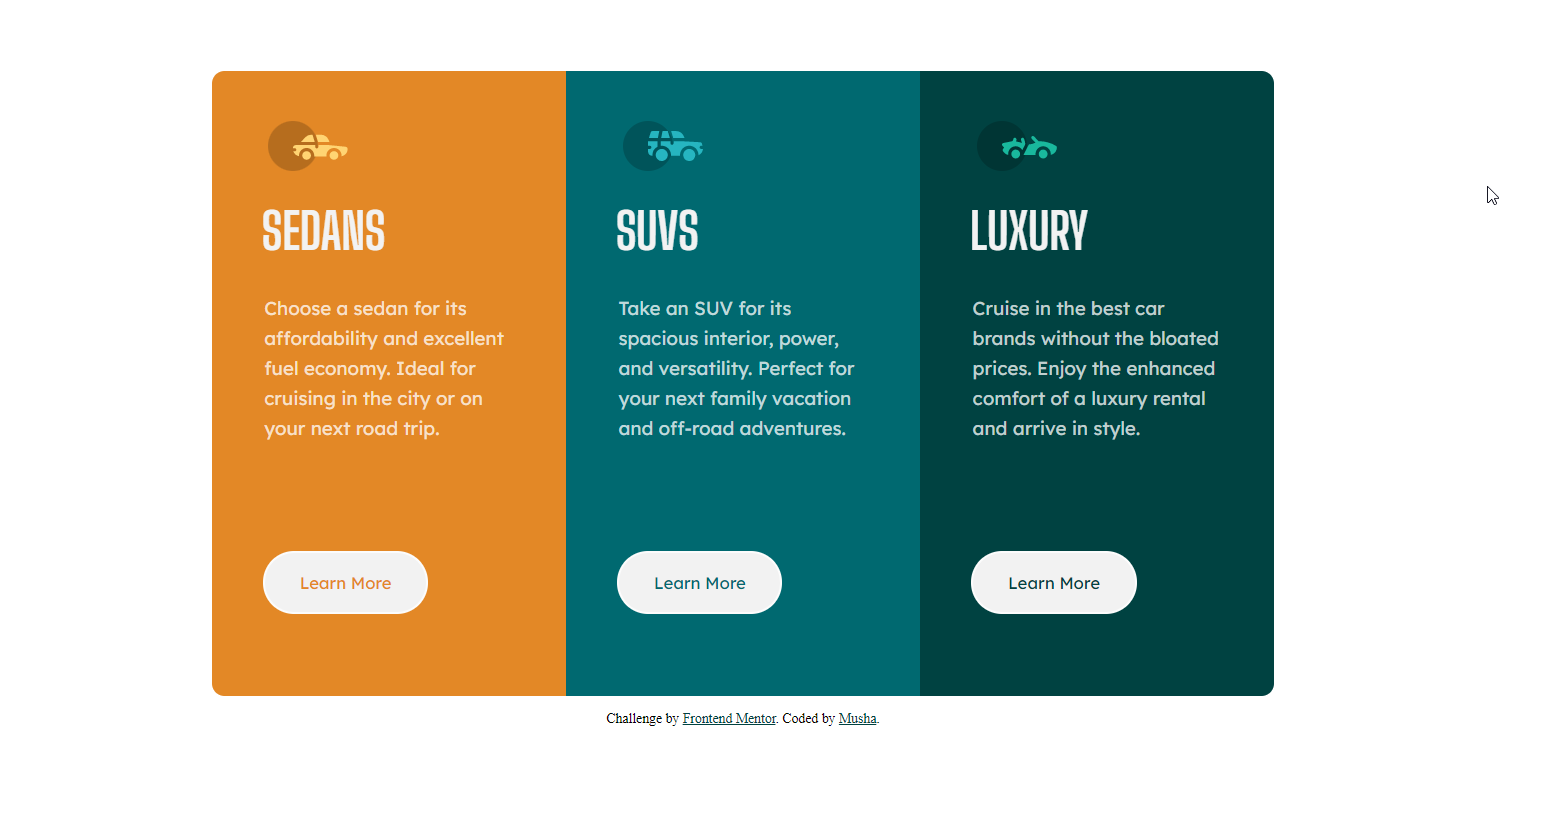 SEDANS
Choose a sedan for its
affordability and excellent
fuel economy. Ideal for
cruising in the city or on
your next road trip.
Learn More
SUVS
Take an SUV for its
spacious interior, power,
and versatility. Perfect for
your next family vacation
and off-road adventures.
Learn More
LUXURY
Cruise in the best car
brands without the bloated
prices. Enjoy the enhanced
comfort of a luxury rental
and arrive in style.
Learn More
Challenge by Frontend Mentor. Coded by Musha.